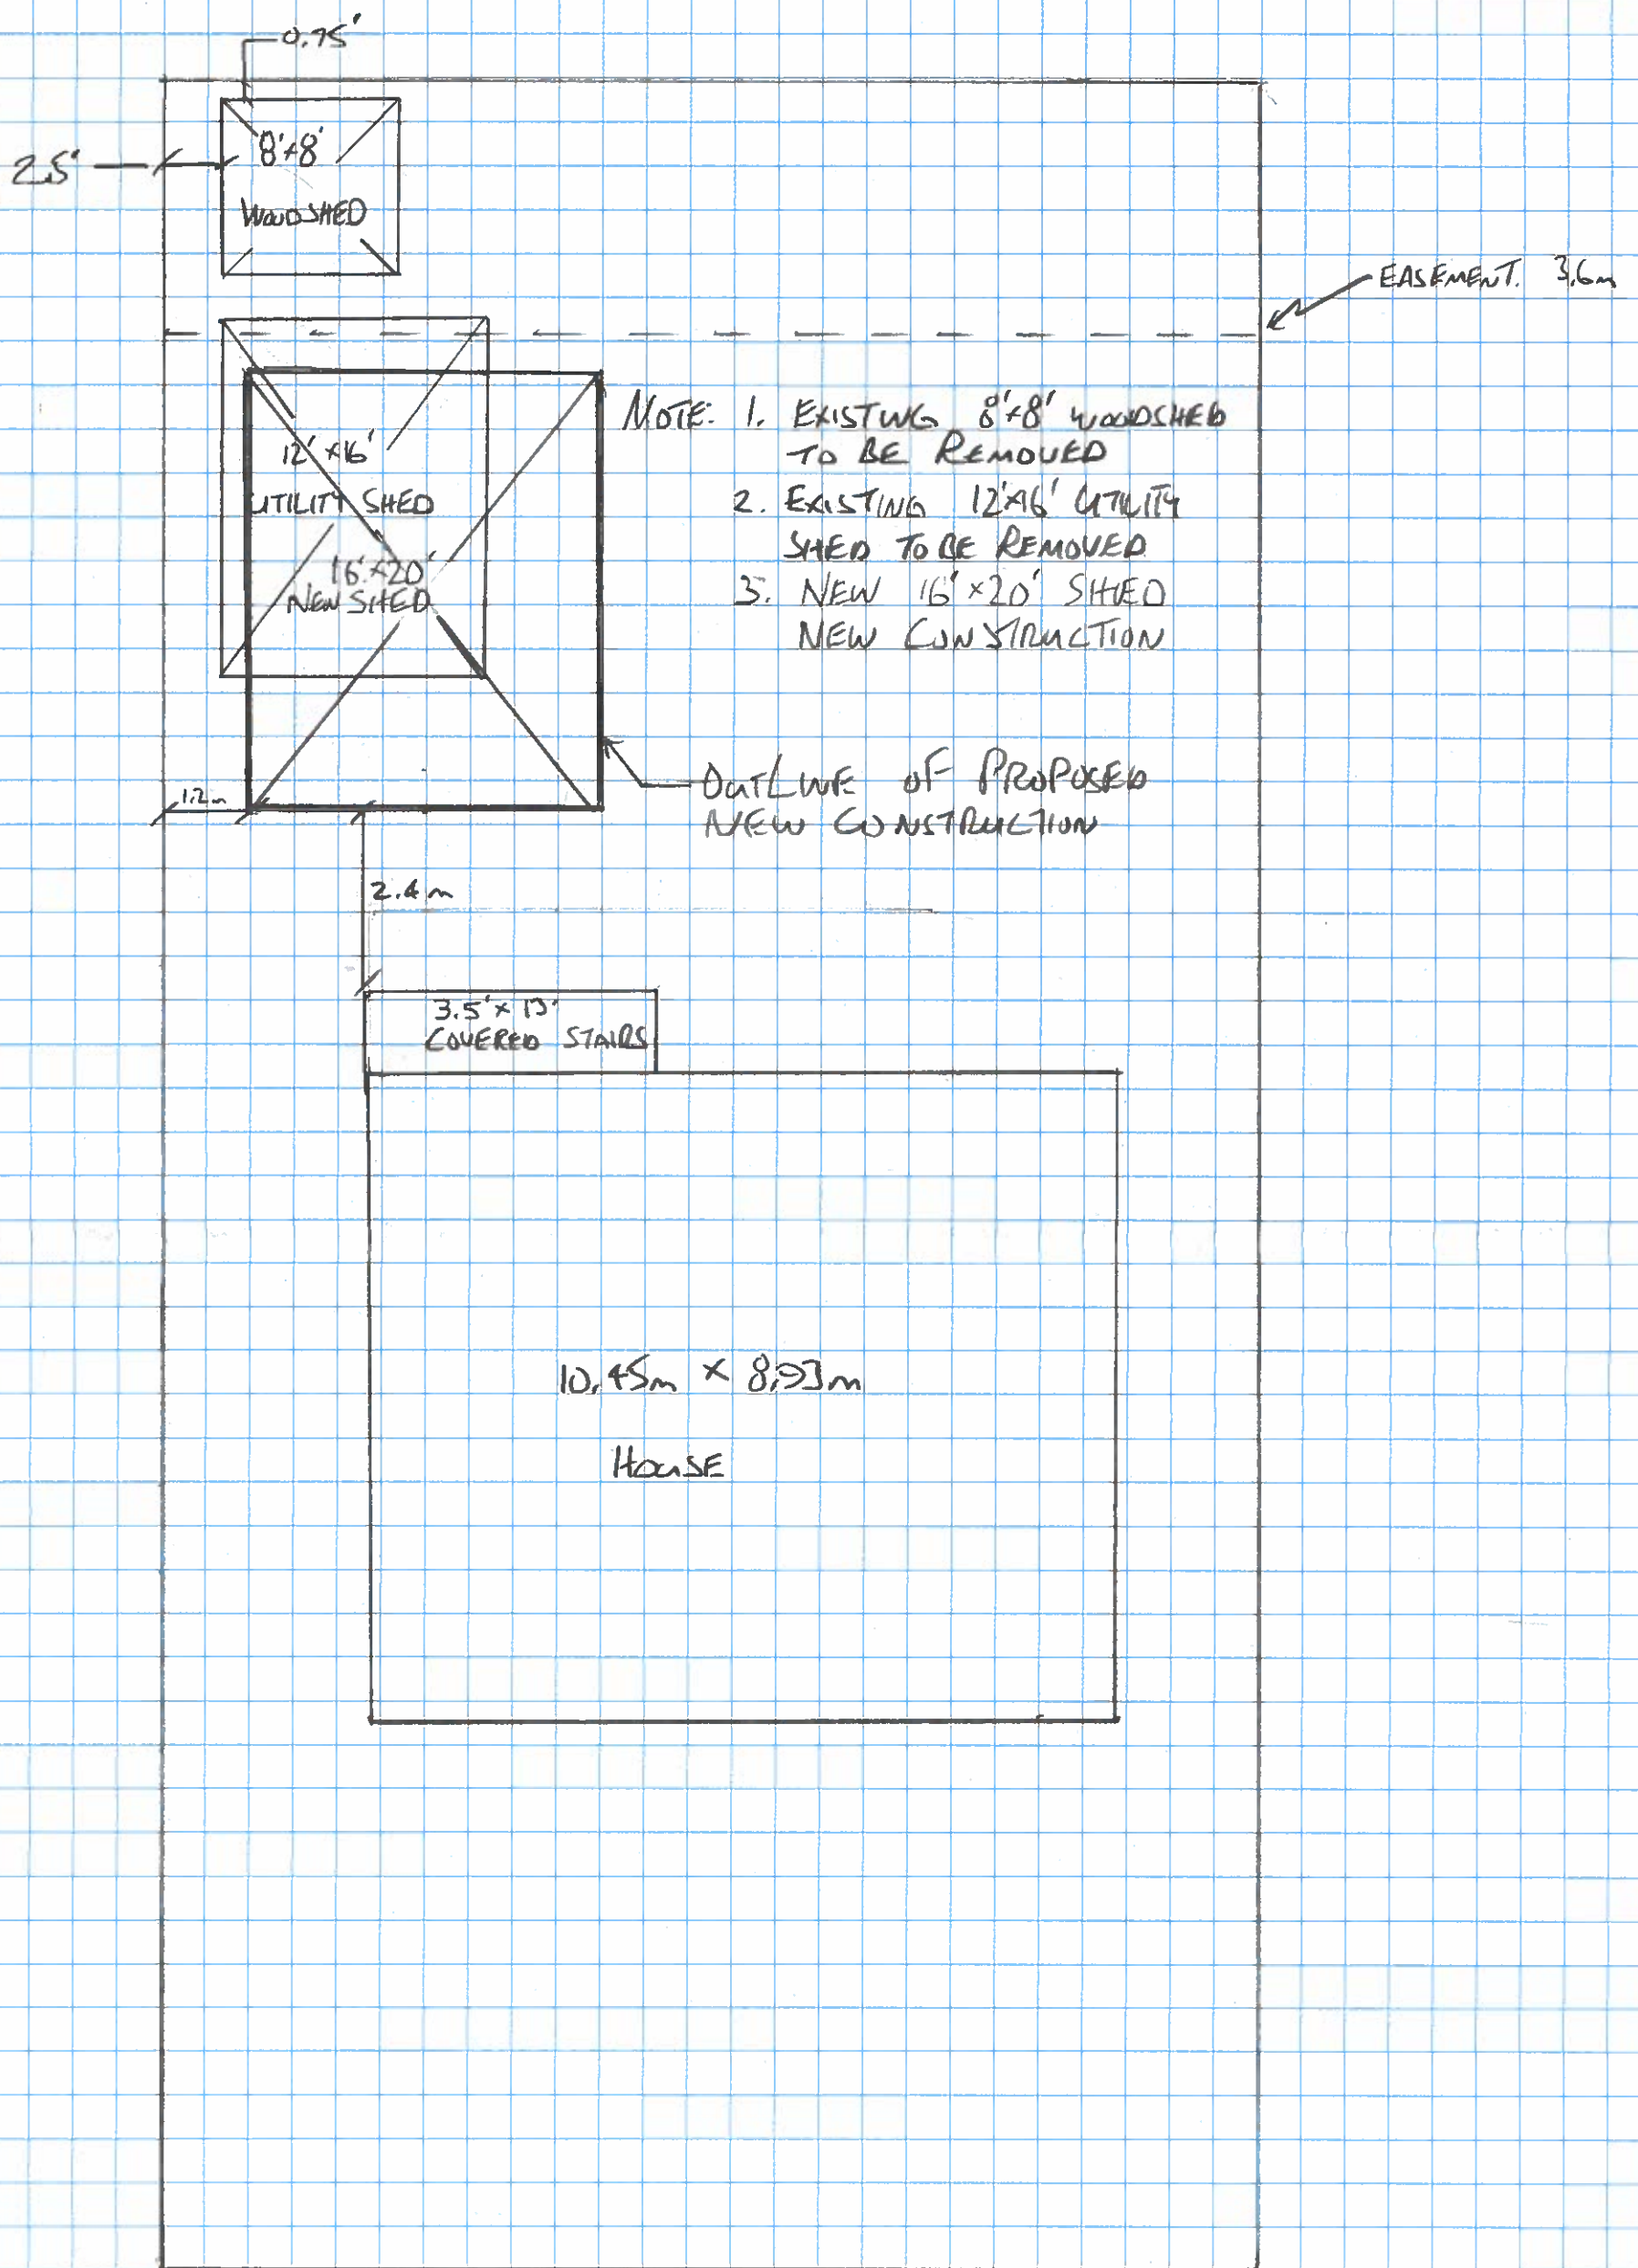 0.75'
8'x8'
2.5'
WOODSHED
EASEMENT. 3.6m
NOTE: 1. EXISTING 8'x8' WOODSHED
TO BE REMOVED
12'x16'
UTILITY SHED
2. EXISTING 12'x16' UTILITY
SHED TO BE REMOVED
16'x20'
NEW SHED
3. NEW 16'x20' SHED
NEW CONSTRUCTION
OUTLINE OF PROPOSED
NEW CONSTRUCTION
1.2m
2.4m
3.5'x13'
COVERED STAIRS
10.45m x
HOUSE